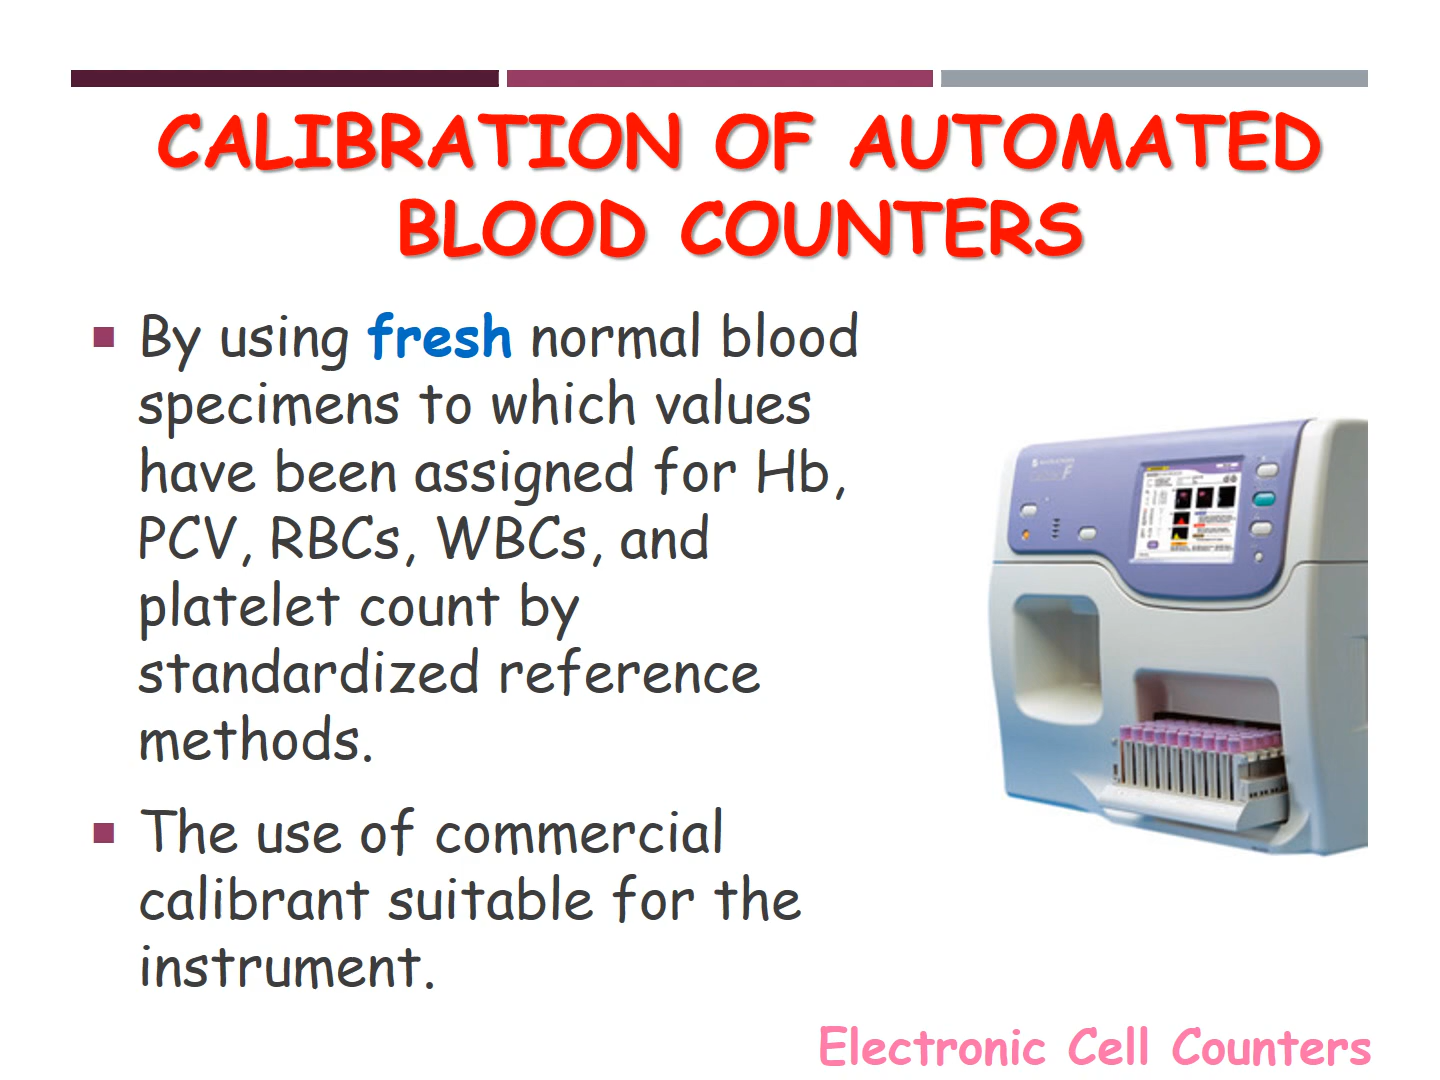 CALIBRATION OF AUTOMATED
BLOOD COUNTERS
By using fresh normal blood
specimens to which values
have been assigned for Hb,
PCV, RBCs, WBCs, and
platelet count by
standardized reference
methods.
The use of commercial
calibrant suitable for the
instrument.
Electronic Cell Counters